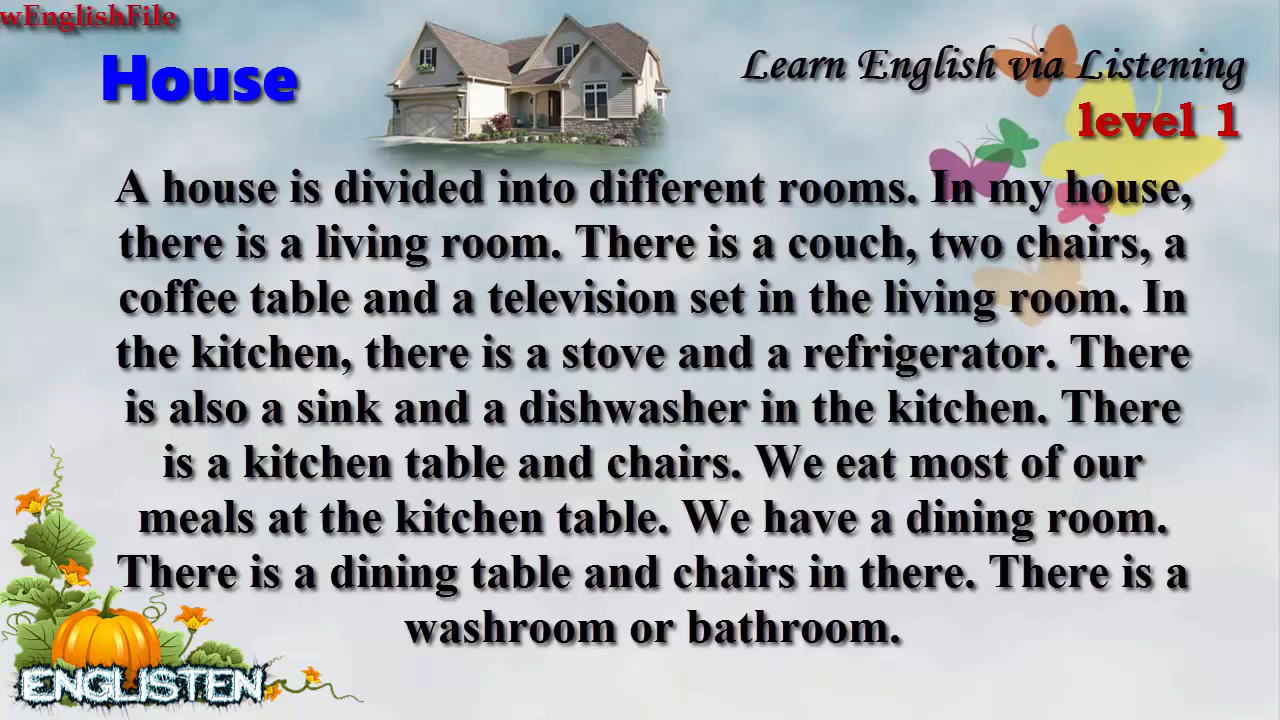 wEnglishFile
House
Learn English via Listening
level 1
A house is divided into different rooms. In my house,
there is a living room. There is a couch, two chairs, a
coffee table and a television set in the living room. In
the kitchen, there is a stove and a refrigerator. There
is also a sink and a dishwasher in the kitchen. There
is a kitchen table and chairs. We eat most of our
meals at the kitchen table. We have a dining room.
There is a dining table and chairs in there. There is a
washroom or bathroom.
ENGLISTEN